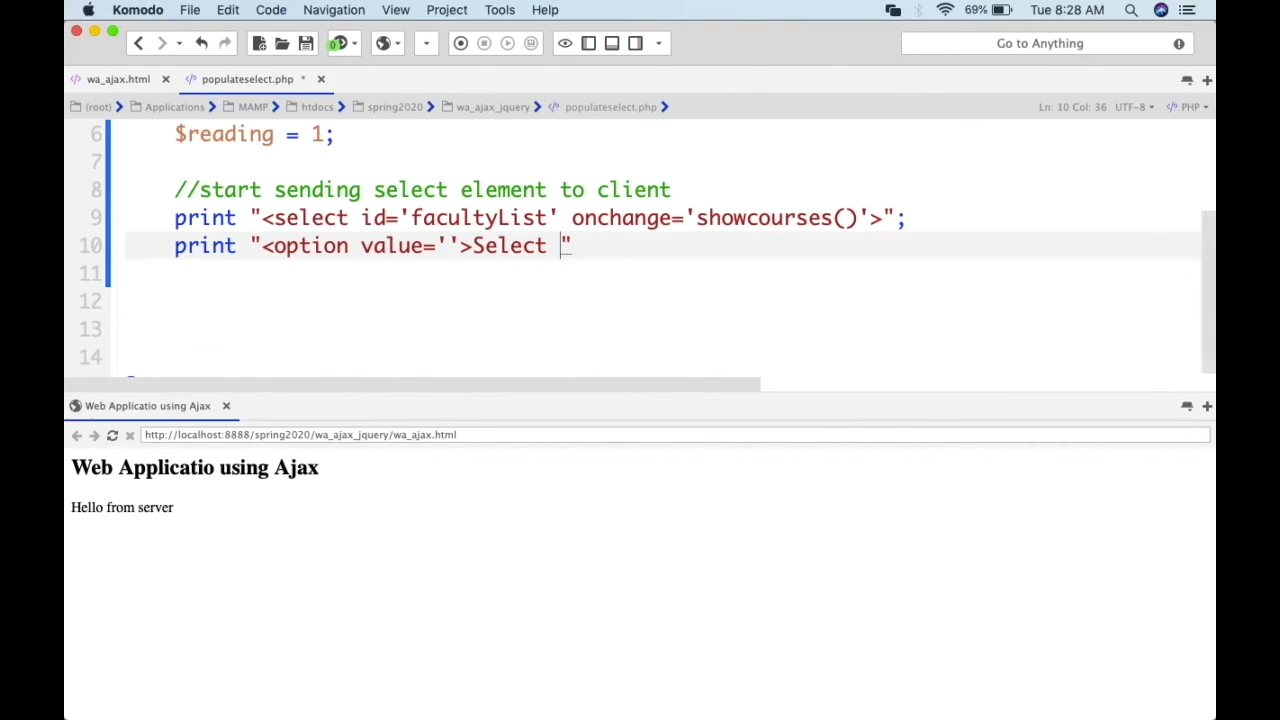 Komodo File Edit Code Navigation View Project Tools Help 69% Tue 8:28 AM
Go to Anything
wa_ajax.html populateselect.php *
(root) Applications MAMP htdocs spring2020 wa_ajax_jquery populateselect.php Ln: 10 Col: 36 UTF-8 PHP
6 $reading = 1;
7
8 //start sending select element to client
9 print "<select id='facultyList' onchange='showcourses()'>";
10 print "<option value=''>Select "
11
12
13
14
Web Applicatio using Ajax
http://localhost:8888/spring2020/wa_ajax_jquery/wa_ajax.html
Web Applicatio using Ajax
Hello from server